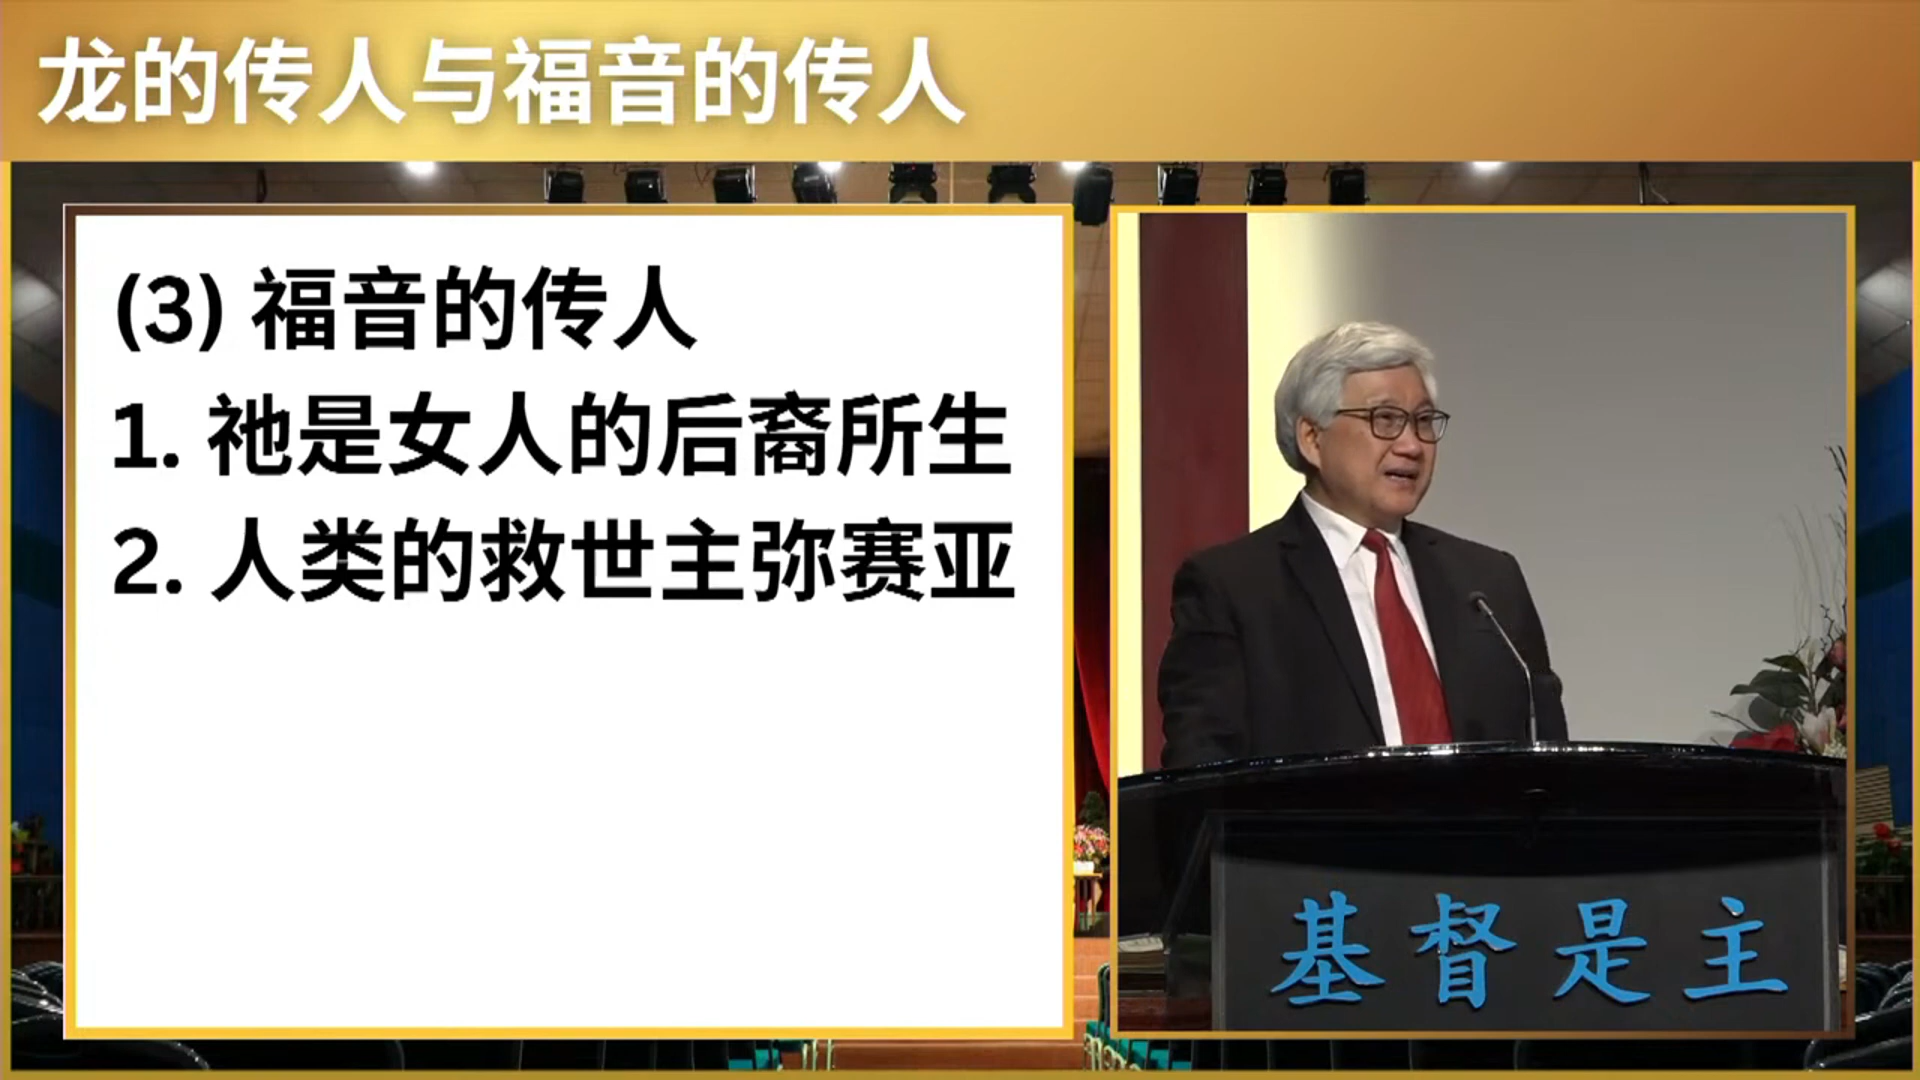 龙的传人与福音的传人
(3) 福音的传人
1. 祂是女人的后裔所生
2. 人类的救世主弥赛亚
基督是主